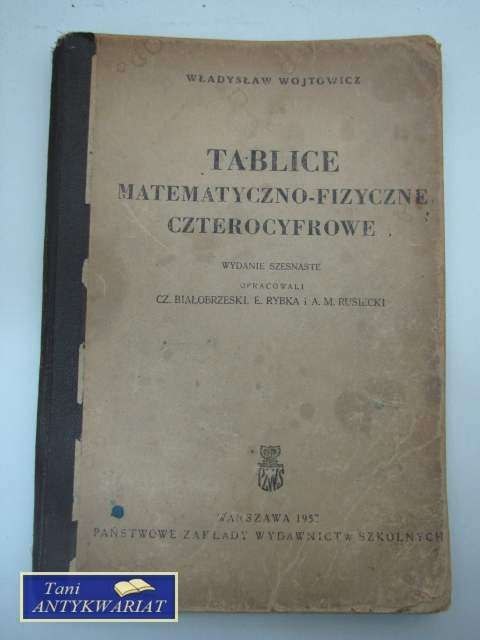 WŁADYSŁAW WOJTOWICZ
TABLICE
MATEMATYCZNO-FIZYCZNE
CZTEROCYFROWE
WYDANIE SZESNASTE
OPRACOWALI
CZ. BIAŁOBRZESKI, E. RYBKA i A. M. RUSIECKI
PZWS
WARSZAWA
PAŃSTWOWE ZAKŁADY WYDAWNICTW SZKOLNYCH
Tani
ANTYKWARIAT